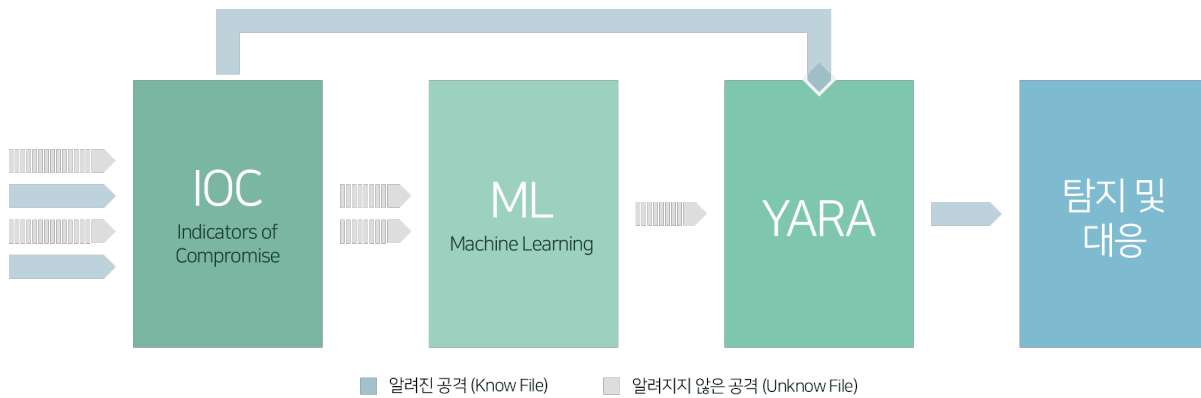 IOC
Indicators of
Compromise
ML
Machine Learning
YARA
탐지 및
대응
알려진 공격 (Know File)
알려지지 않은 공격 (Unknow File)